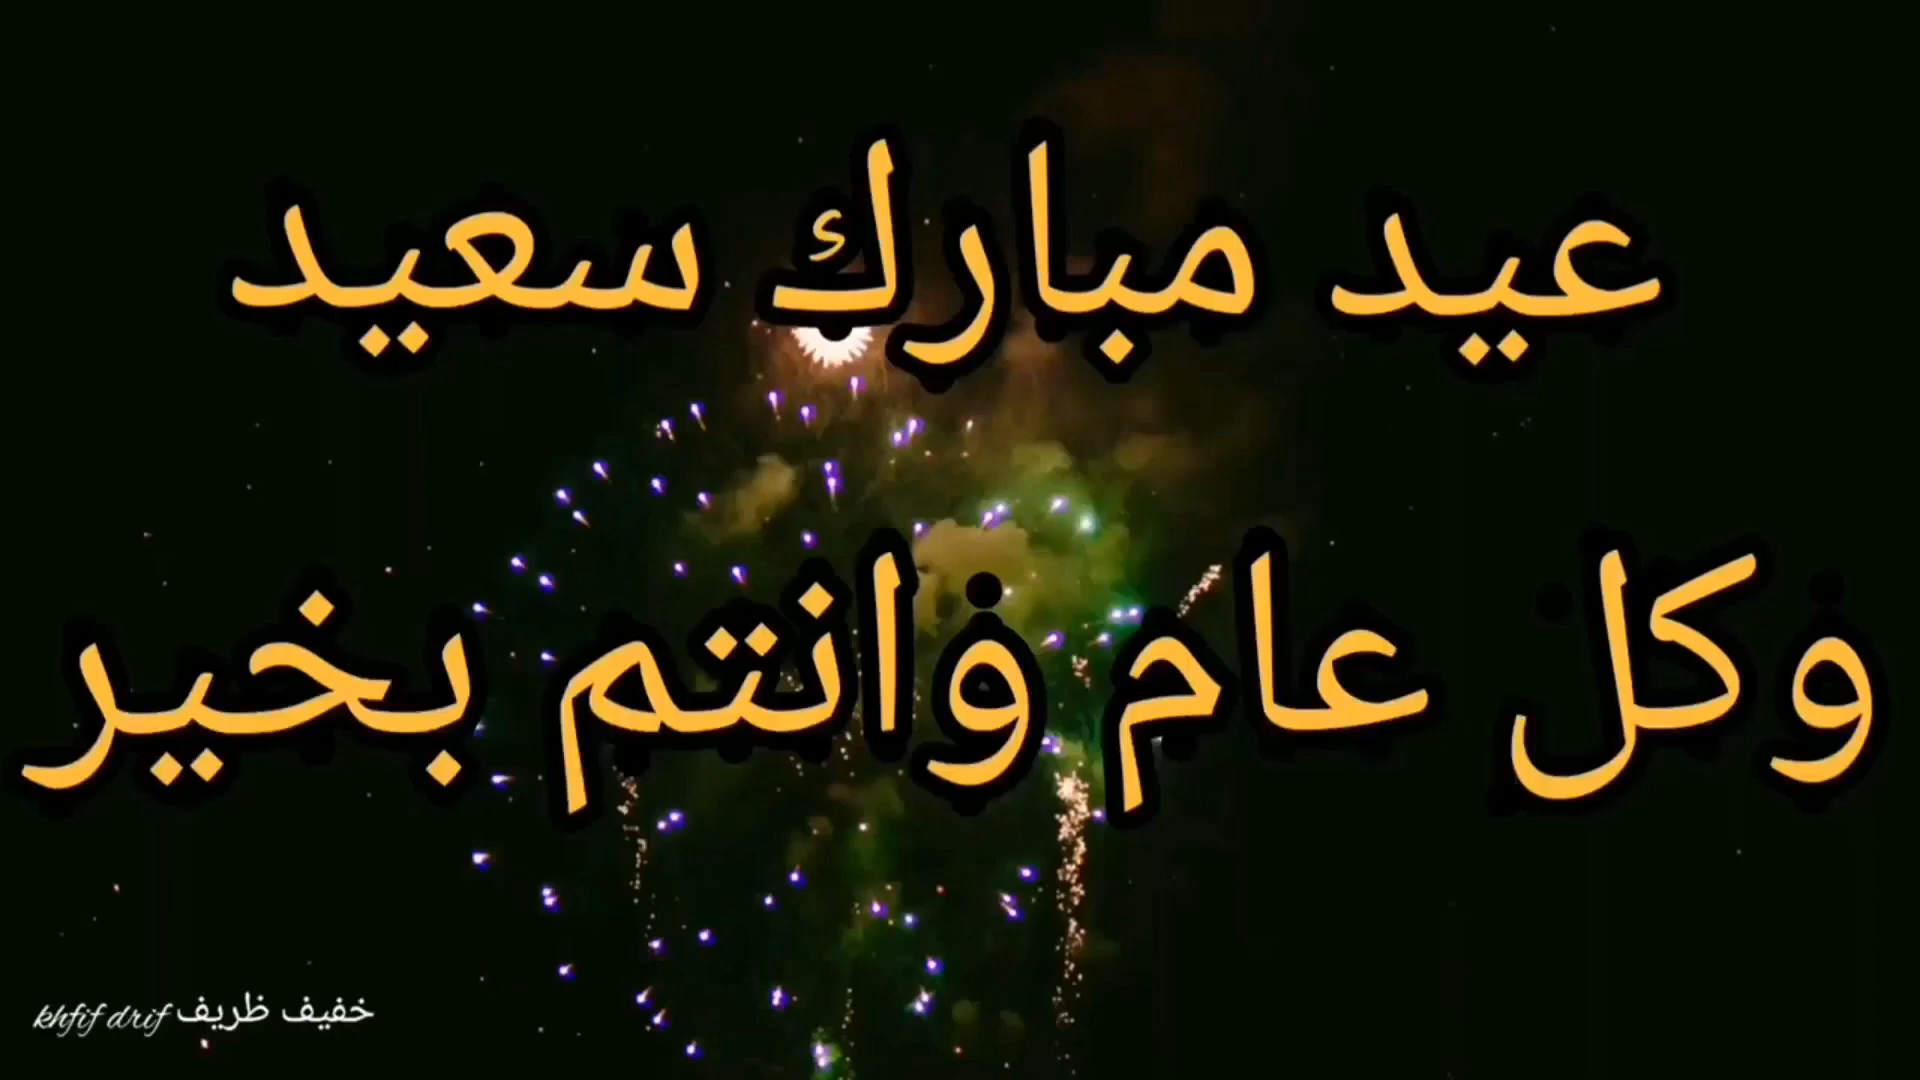 عيد مبارك سعيد
وكل عام وانتم بخير
khfif drif خفيف ظريف